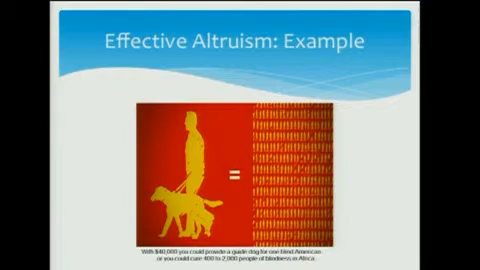 Effective Altruism: Example
=
With $40,000 you could provide a guide dog for one blind American
or you could cure 400 to 2,000 people of blindness in Africa.